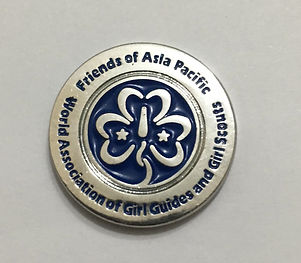 Friends of Asia Pacific
World Association of Girl Guides and Girl Scouts